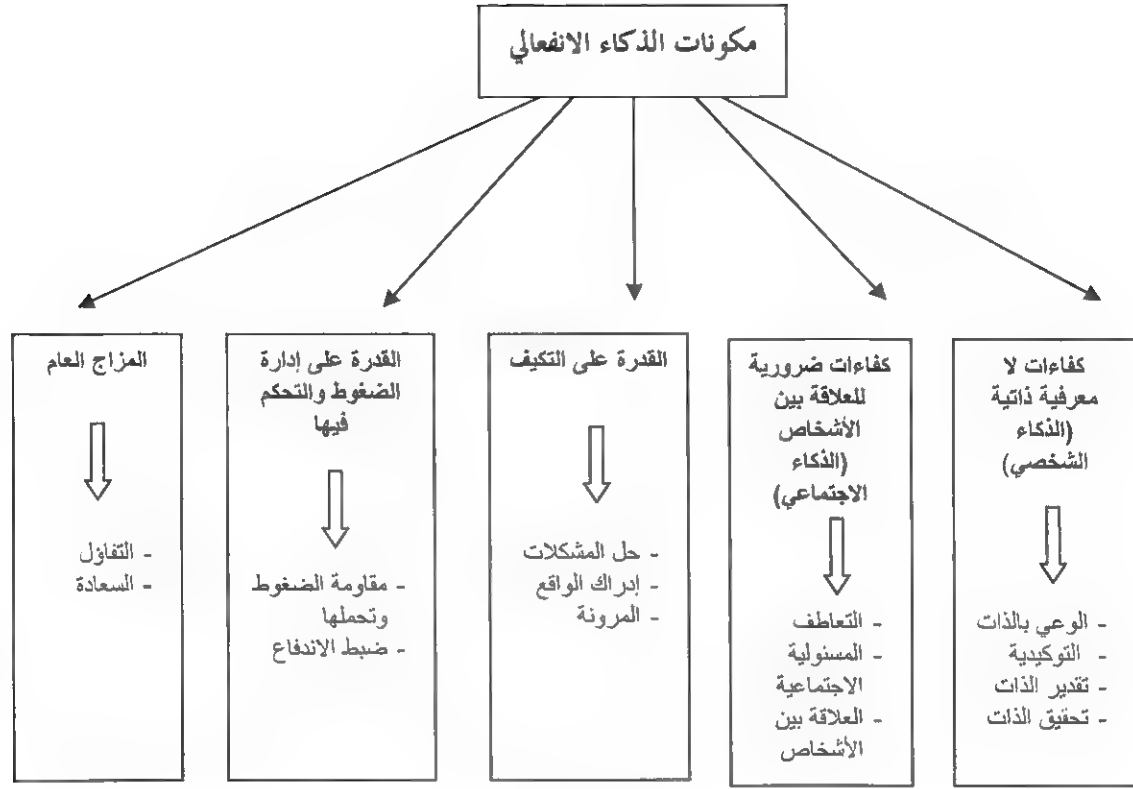 مكونات الذكاء الانفعالي
كفاءات لا
معرفية ذاتية
(الذكاء
الشخصي)
- الوعي بالذات
- التوكيدية
- تقدير الذات
- تحقيق الذات
كفاءات ضرورية
للعلاقة بين
الأشخاص
(الذكاء
الاجتماعي)
- التعاطف
- المسئولية
الاجتماعية
- العلاقة بين
الأشخاص
القدرة على التكيف
- حل المشكلات
- إدراك الواقع
- المرونة
القدرة على إدارة
الضغوط والتحكم
فيها
- مقاومة الضغوط
وتحملها
- ضبط الاندفاع
المزاج العام
- التفاؤل
- السعادة